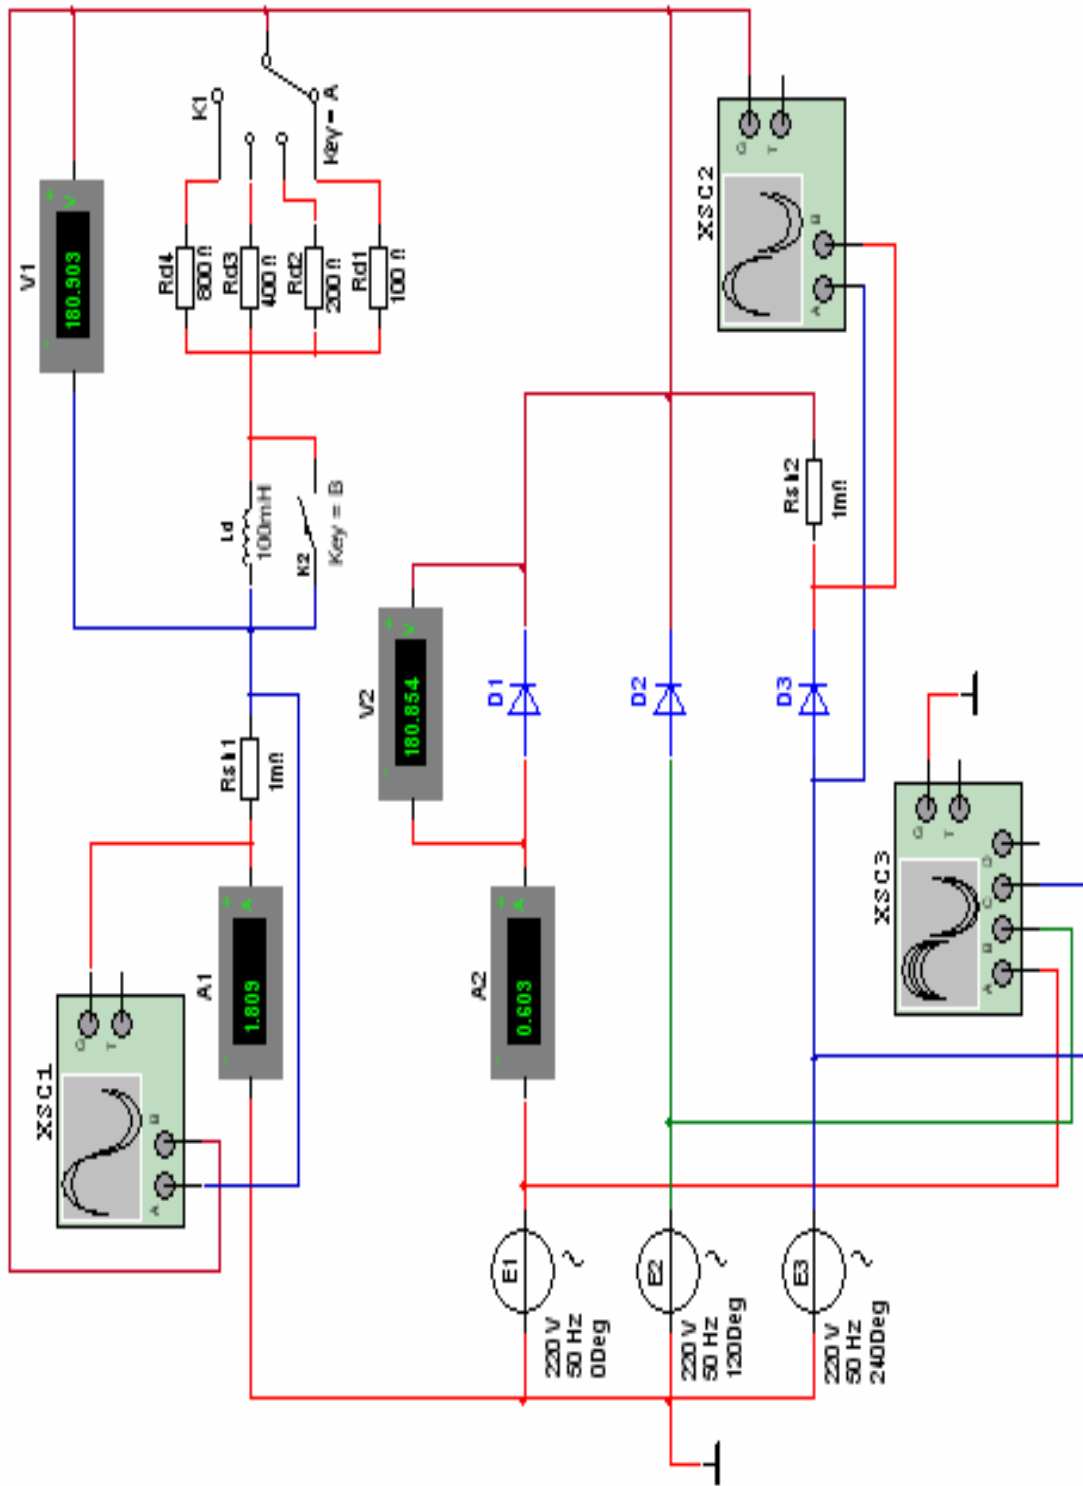 V1
+
-
V
180.903
K1
Key = A
Rd4
800 Ω
Rd3
400 Ω
Rd2
200 Ω
Rd1
100 Ω
Ld
100mH
K2
Key = B
XSC2
G
T
A
B
Rsh2
1mΩ
V2
+
-
V
180.854
D1
D2
D3
Rsh1
1mΩ
XSC1
G
T
A
B
A1
+
-
A
1.809
A2
+
-
A
0.603
XSC3
G
T
A
B
C
D
E1
220 V
50 Hz
0Deg
E2
220 V
50 Hz
120Deg
E3
220 V
50 Hz
240Deg